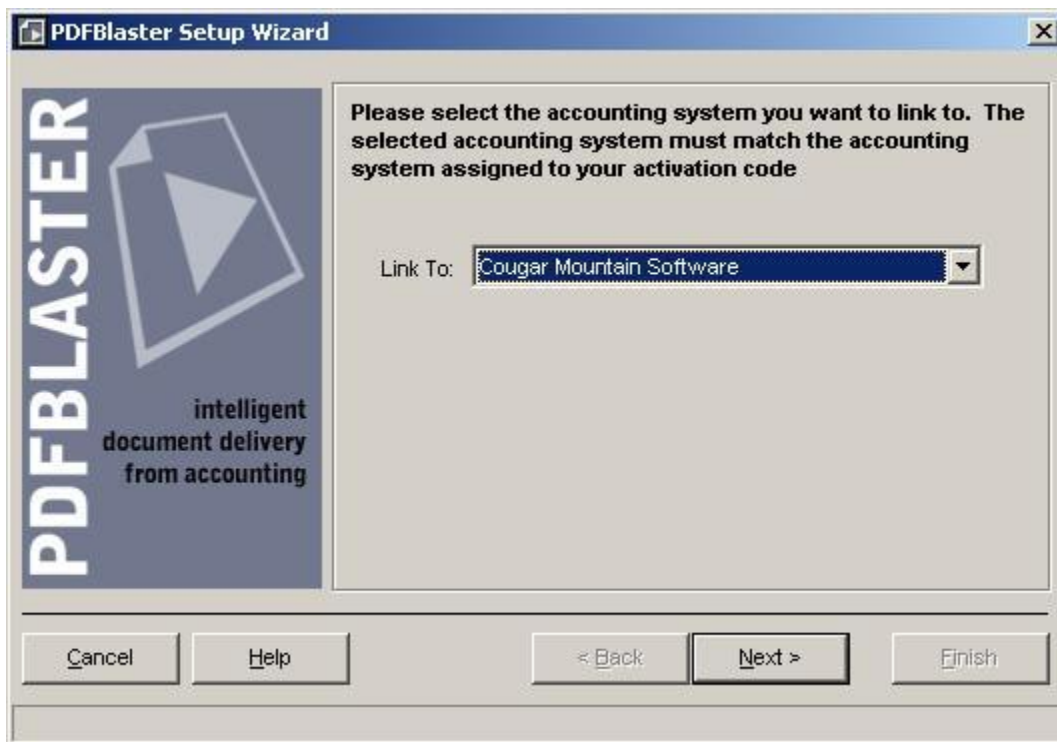 PDFBlaster Setup Wizard
PDFBLASTER
intelligent
document delivery
from accounting
Please select the accounting system you want to link to. The
selected accounting system must match the accounting
system assigned to your activation code
Link To: Cougar Mountain Software
Cancel Help < Back Next > Finish